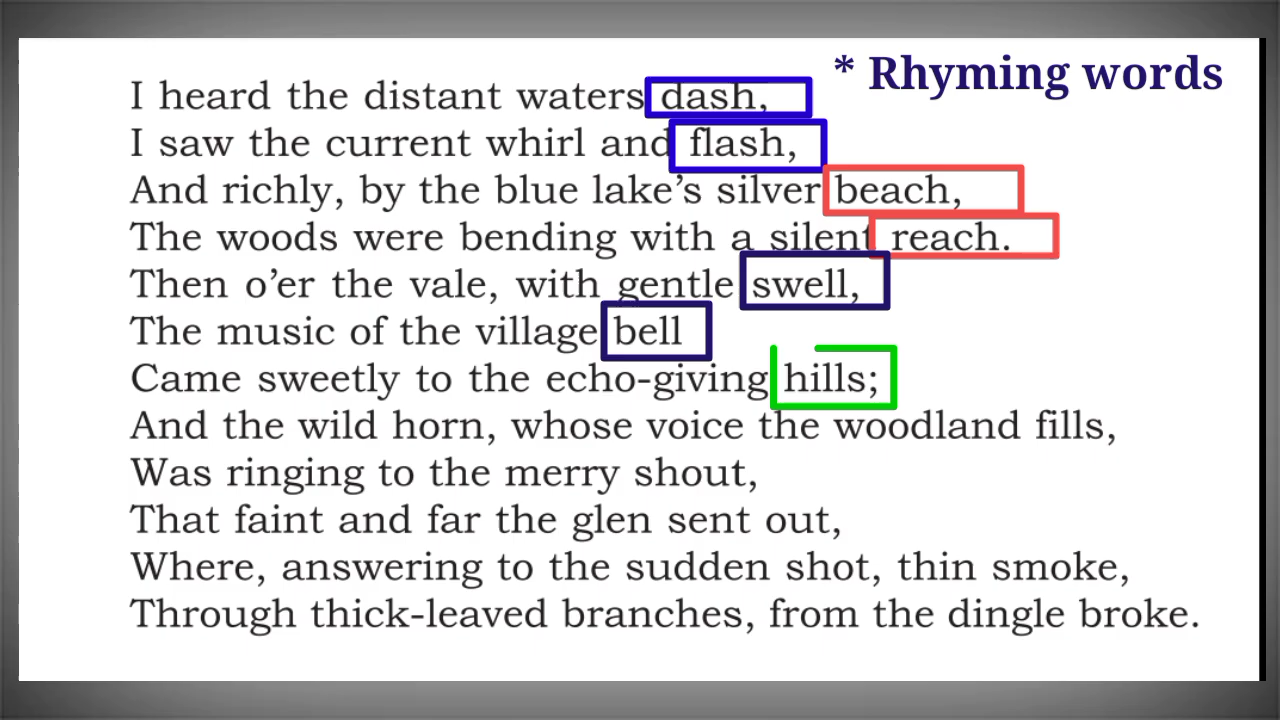 * Rhyming words
I heard the distant waters dash,
I saw the current whirl and flash,
And richly, by the blue lake’s silver beach,
The woods were bending with a silent reach.
Then o’er the vale, with gentle swell,
The music of the village bell
Came sweetly to the echo-giving hills;
And the wild horn, whose voice the woodland fills,
Was ringing to the merry shout,
That faint and far the glen sent out,
Where, answering to the sudden shot, thin smoke,
Through thick-leaved branches, from the dingle broke.